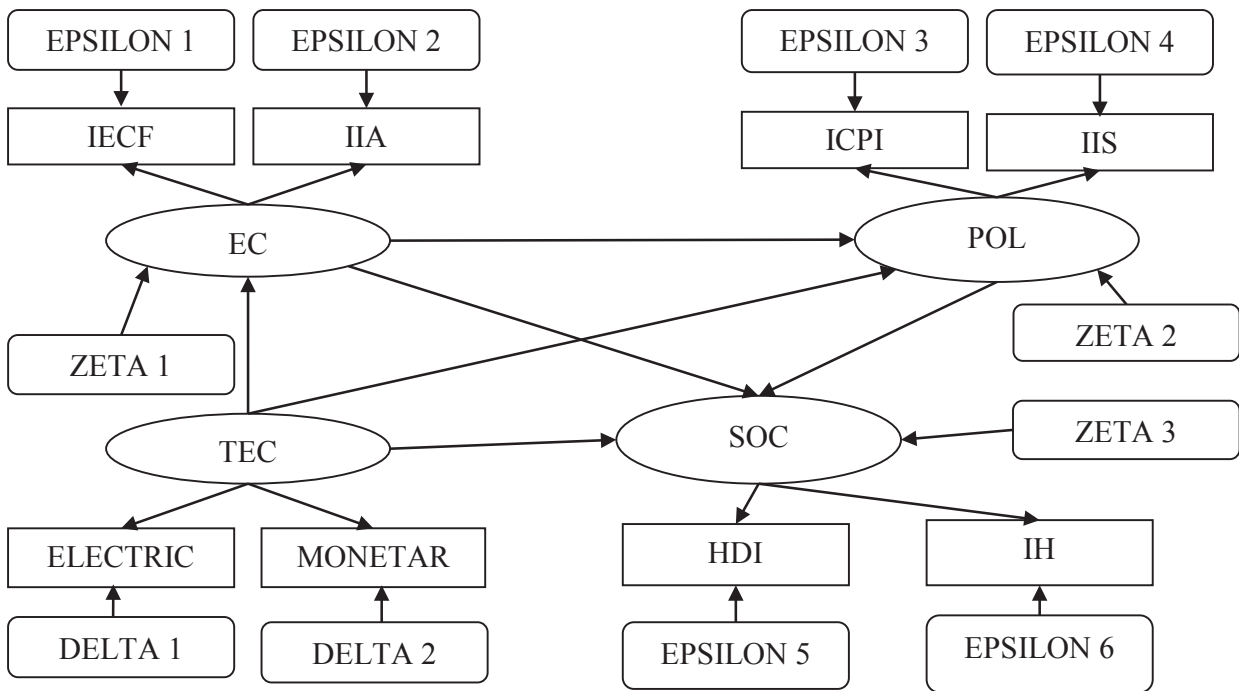 EPSILON 1
EPSILON 2
EPSILON 3
EPSILON 4
IECF
IIA
ICPI
IIS
EC
POL
ZETA 1
ZETA 2
TEC
SOC
ZETA 3
ELECTRIC
MONETAR
HDI
IH
DELTA 1
DELTA 2
EPSILON 5
EPSILON 6